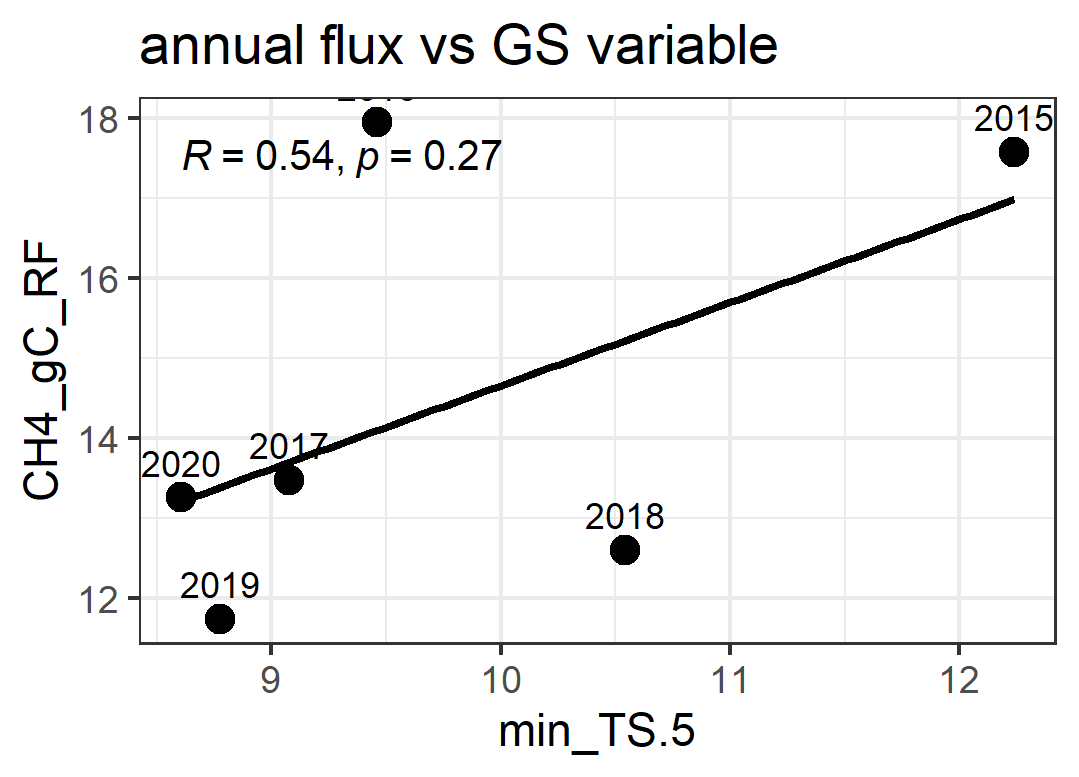 annual flux vs GS variable
18
2015
R = 0.54, p = 0.27
CH4_gC_RF
16
14
2017
2020
2018
2019
12
9 10 11 12
min_TS.5